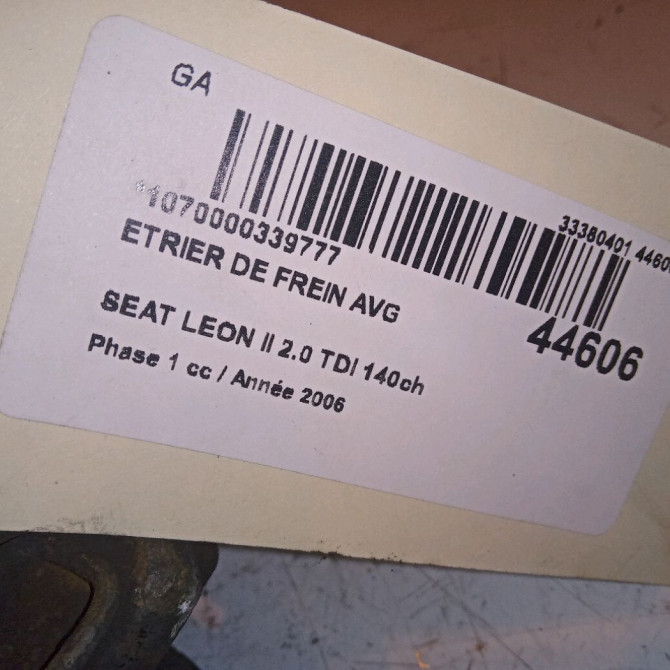 GA
*1070000339777
33380401
ETRIER DE FREIN AVG
44606
SEAT LEON II 2.0 TDI 140ch
Phase 1 cc / Année 2006